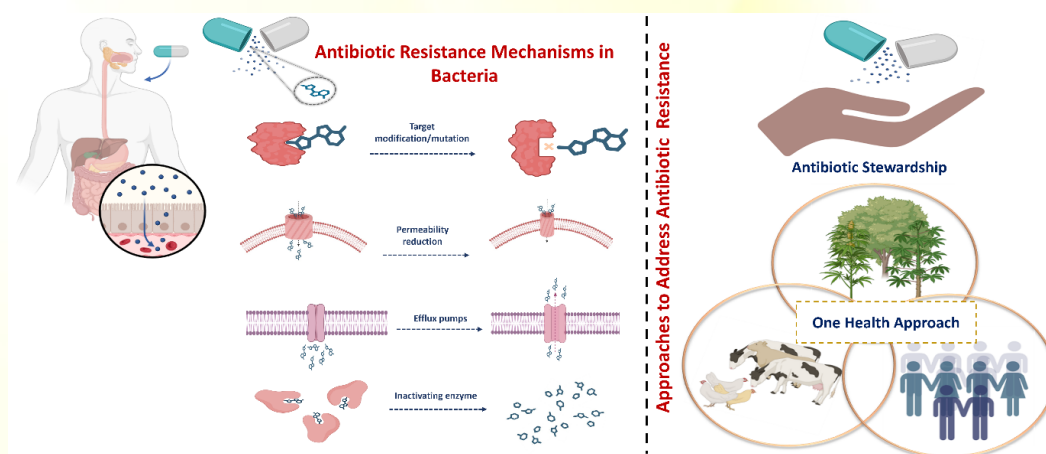 Antibiotic Resistance Mechanisms in
Bacteria
Target
modification/mutation
Permeability
reduction
Efflux pumps
Inactivating enzyme
Approaches to Address Antibiotic Resistance
Antibiotic Stewardship
One Health Approach